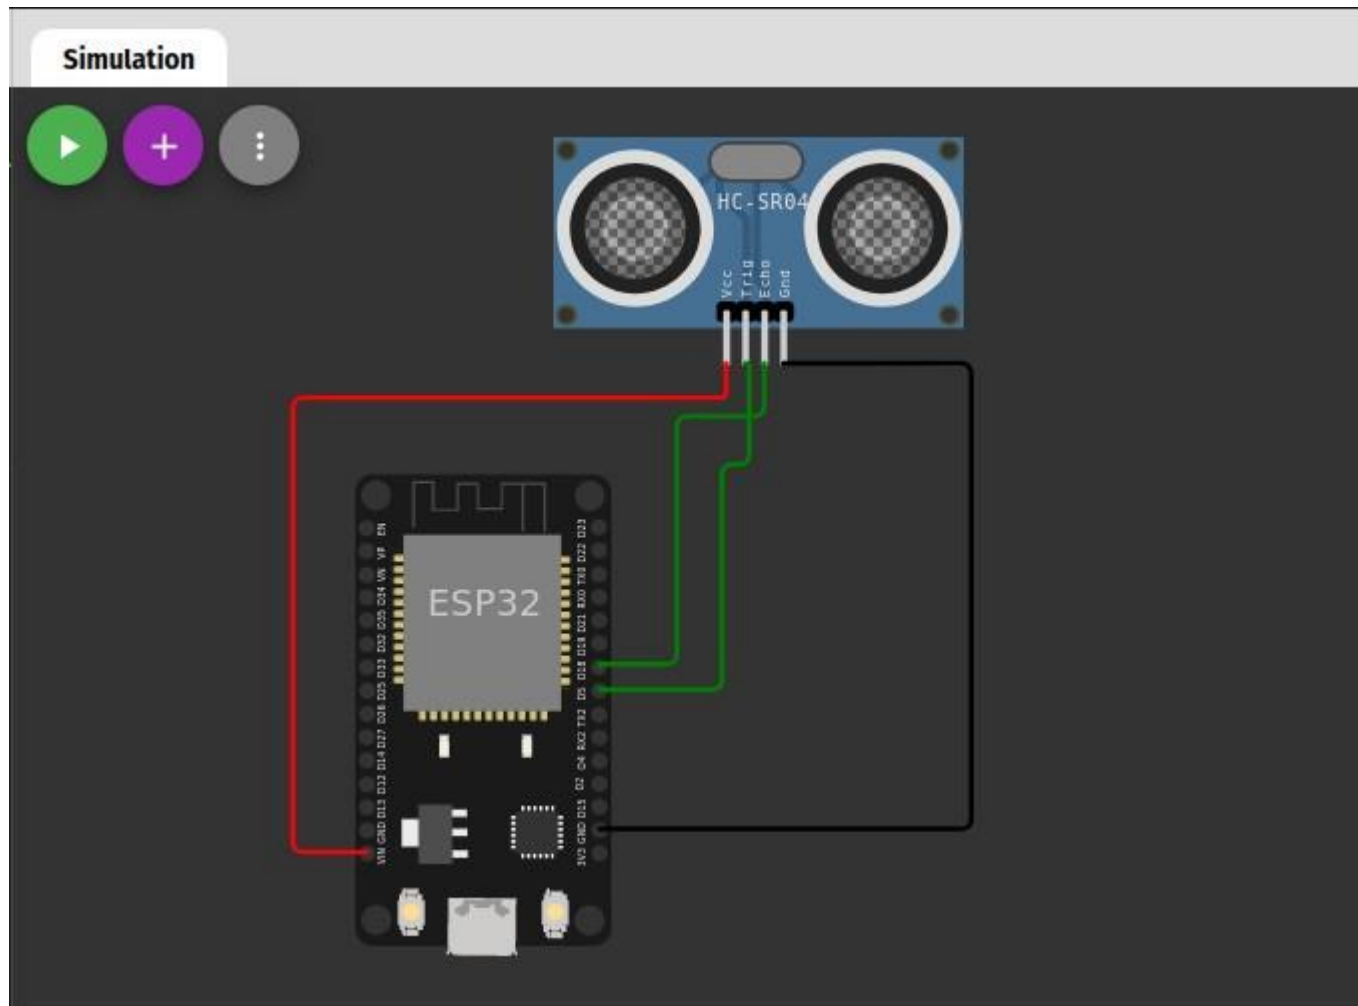 Simulation
HC-SR04
Vcc
Trig
Echo
Gnd
ESP32
EN
VP
VN
D34
D35
D32
D33
D25
D26
D27
D14
D12
D13
GND
VIN
D23
D22
TX0
RX0
D21
D19
D18
D5
TX2
RX2
D4
D2
D15
GND
3V3